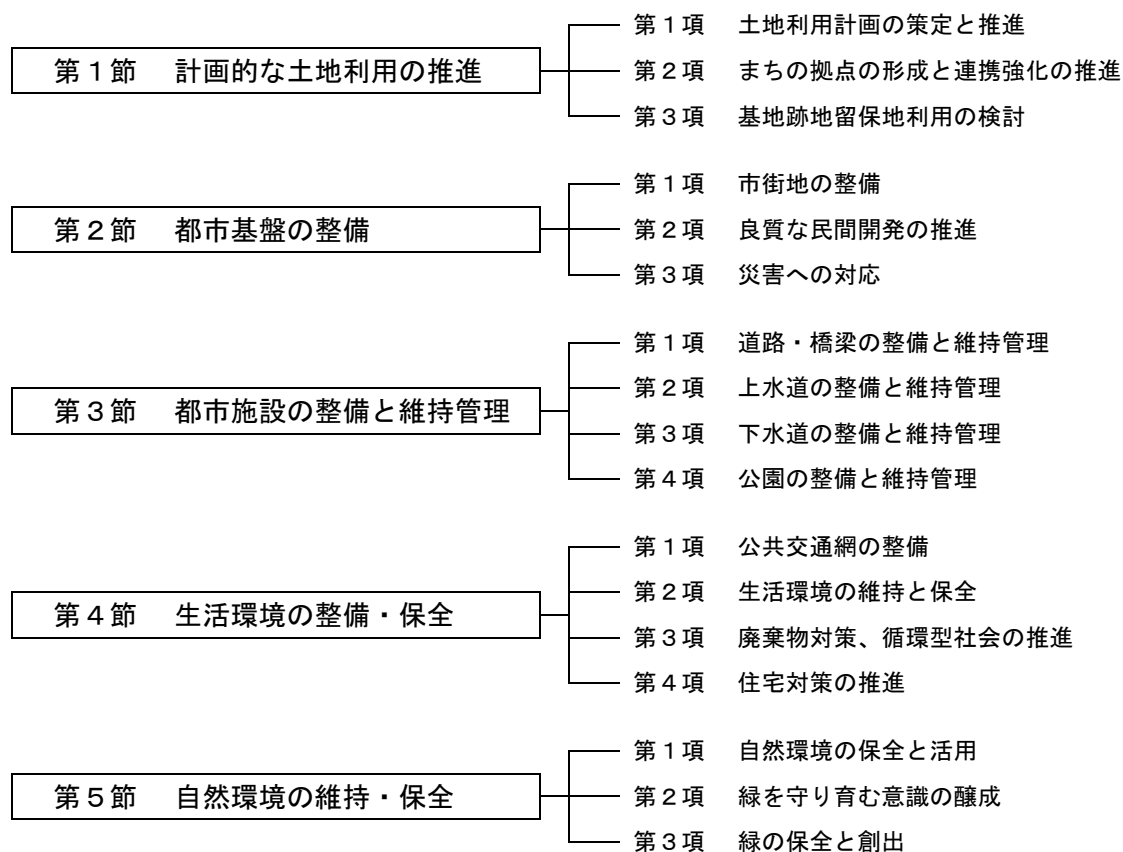 第１節　計画的な土地利用の推進
第１項　土地利用計画の策定と推進
第２項　まちの拠点の形成と連携強化の推進
第３項　基地跡地留保地利用の検討
第２節　都市基盤の整備
第１項　市街地の整備
第２項　良質な民間開発の推進
第３項　災害への対応
第３節　都市施設の整備と維持管理
第１項　道路・橋梁の整備と維持管理
第２項　上水道の整備と維持管理
第３項　下水道の整備と維持管理
第４項　公園の整備と維持管理
第４節　生活環境の整備・保全
第１項　公共交通網の整備
第２項　生活環境の維持と保全
第３項　廃棄物対策、循環型社会の推進
第４項　住宅対策の推進
第５節　自然環境の維持・保全
第１項　自然環境の保全と活用
第２項　緑を守り育む意識の醸成
第３項　緑の保全と創出